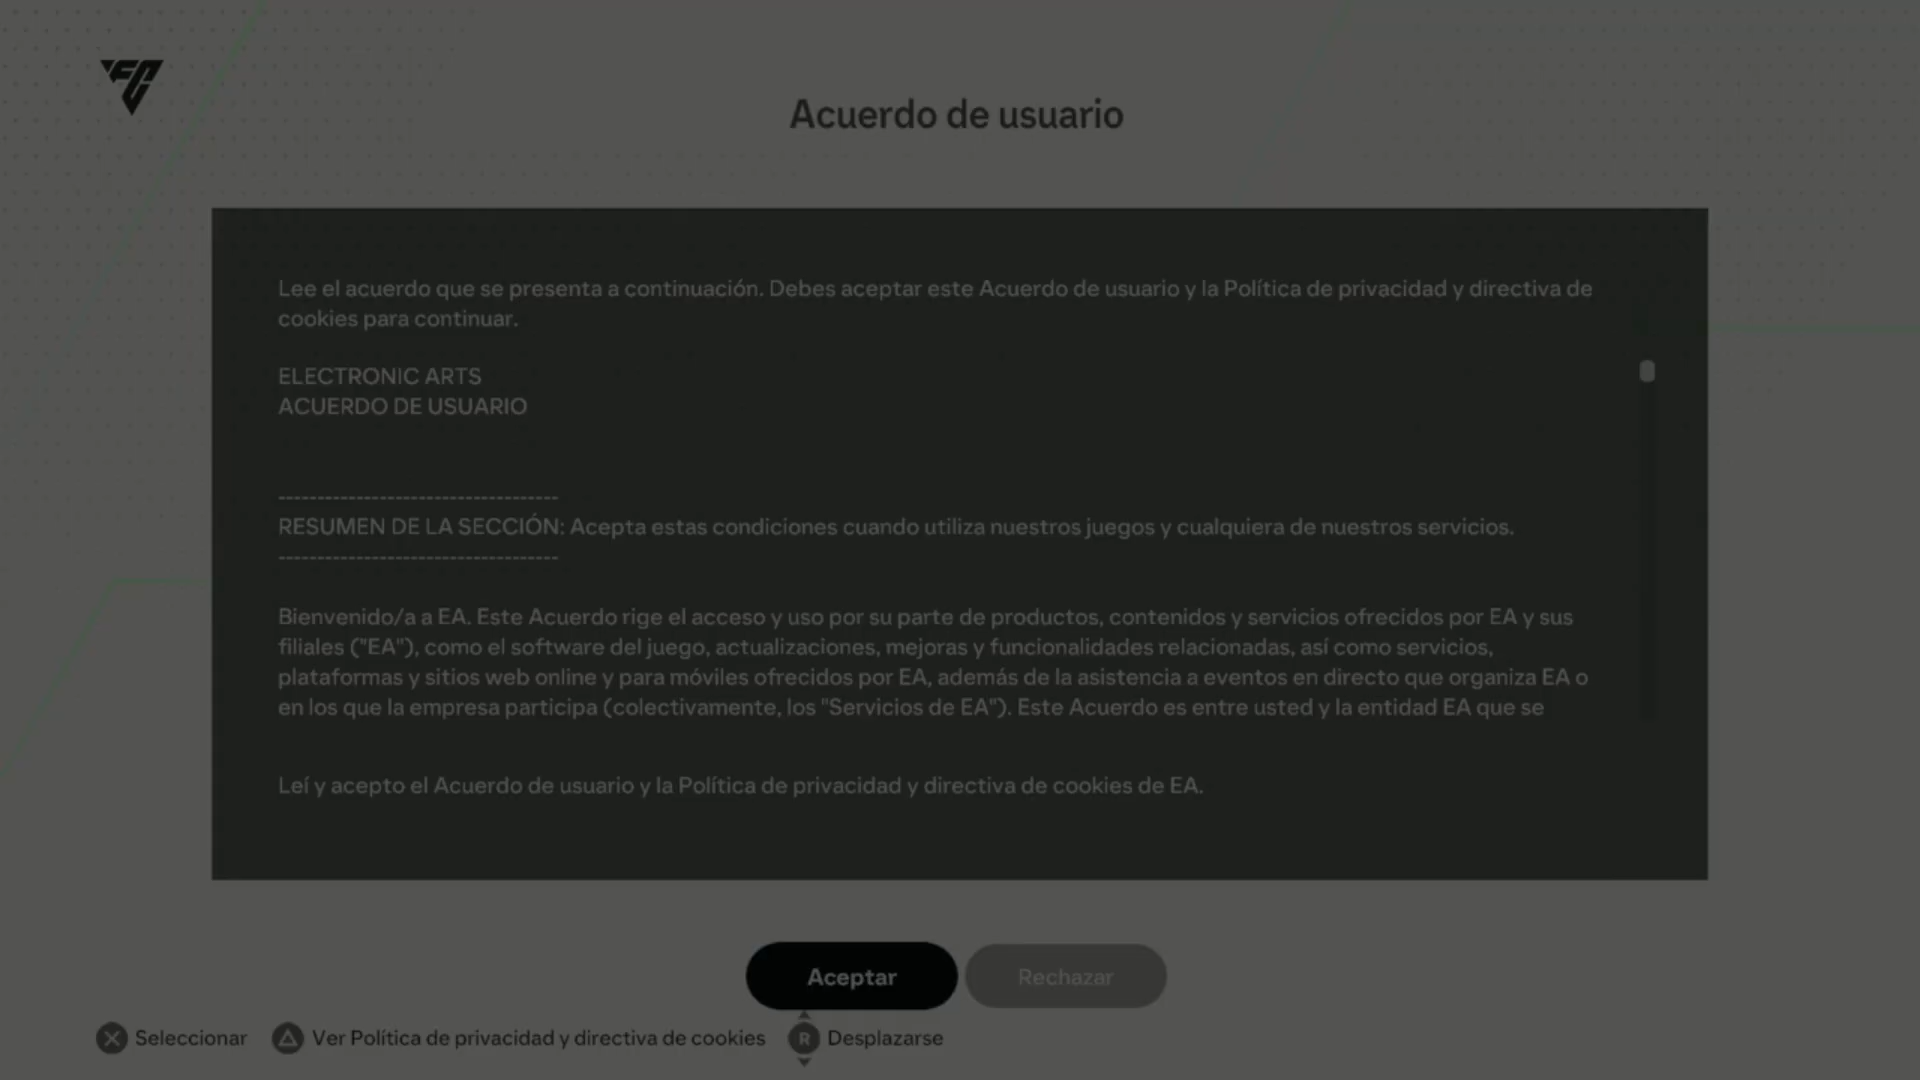 FC
Acuerdo de usuario
Lee el acuerdo que se presenta a continuación. Debes aceptar este Acuerdo de usuario y la Política de privacidad y directiva de
cookies para continuar.
ELECTRONIC ARTS
ACUERDO DE USUARIO
------------------------------------
RESUMEN DE LA SECCIÓN: Acepta estas condiciones cuando utiliza nuestros juegos y cualquiera de nuestros servicios.
------------------------------------
Bienvenido/a a EA. Este Acuerdo rige el acceso y uso por su parte de productos, contenidos y servicios ofrecidos por EA y sus
filiales ("EA"), como el software del juego, actualizaciones, mejoras y funcionalidades relacionadas, así como servicios,
plataformas y sitios web online y para móviles ofrecidos por EA, además de la asistencia a eventos en directo que organiza EA o
en los que la empresa participa (colectivamente, los "Servicios de EA"). Este Acuerdo es entre usted y la entidad EA que se
Leí y acepto el Acuerdo de usuario y la Política de privacidad y directiva de cookies de EA.
Aceptar Rechazar
Seleccionar Ver Política de privacidad y directiva de cookies R Desplazarse